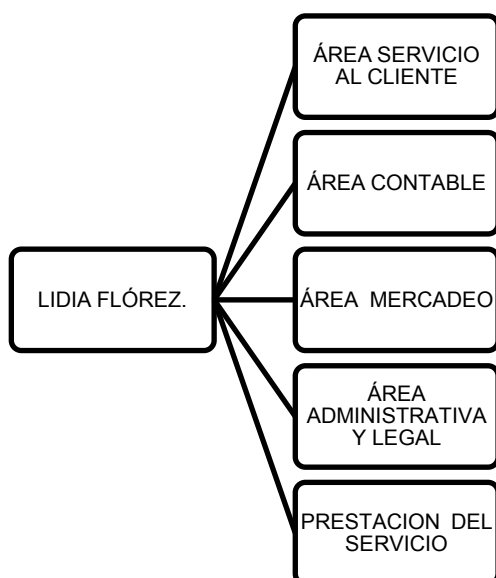 ÁREA SERVICIO
AL CLIENTE
ÁREA CONTABLE
LIDIA FLÓREZ.
ÁREA MERCADEO
ÁREA
ADMINISTRATIVA
Y LEGAL
PRESTACION DEL
SERVICIO